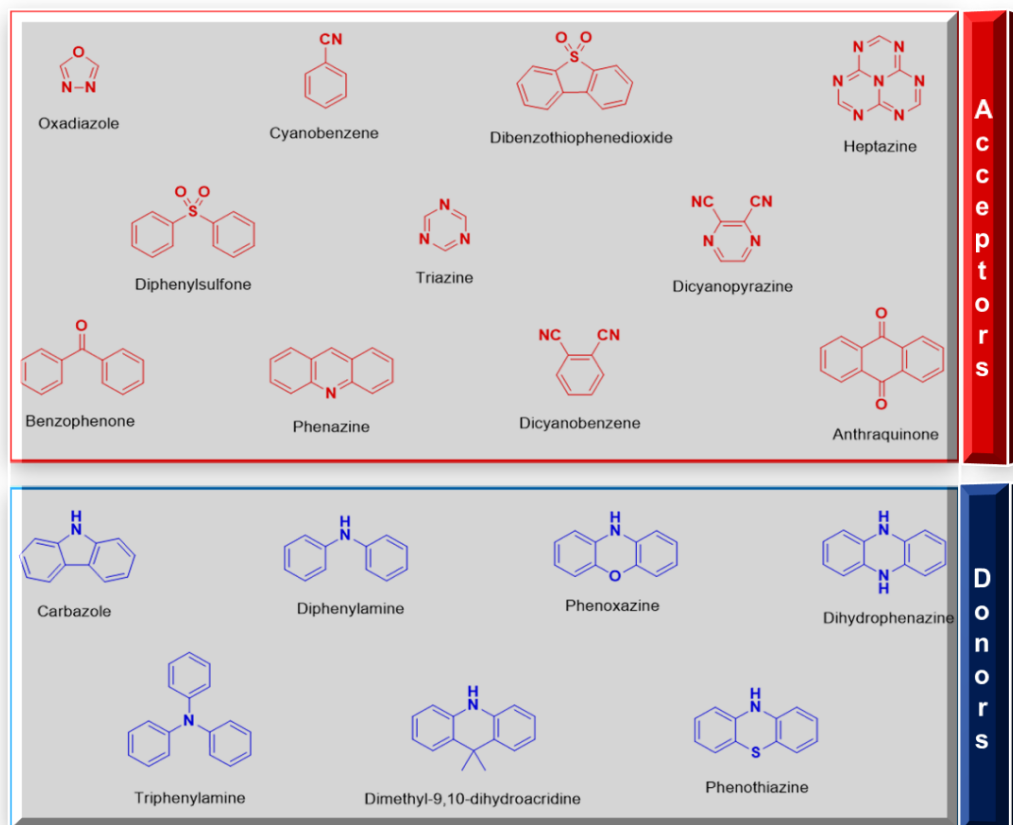 O
N N
Oxadiazole
CN
Cyanobenzene
O O
S
Dibenzothiophenedioxide
N N
N N N
N N
Heptazine
O O
S
Diphenylsulfone
N
N N
Triazine
NC CN
N N
Dicyanopyrazine
O
Benzophenone
N
Phenazine
NC CN
Dicyanobenzene
O
O
Anthraquinone
Acceptors
H
N
Carbazole
H
N
Diphenylamine
H
N
O
Phenoxazine
H
N
N
H
Dihydrophenazine
N
Triphenylamine
H
N
Dimethyl-9,10-dihydroacridine
H
N
S
Phenothiazine
Donors